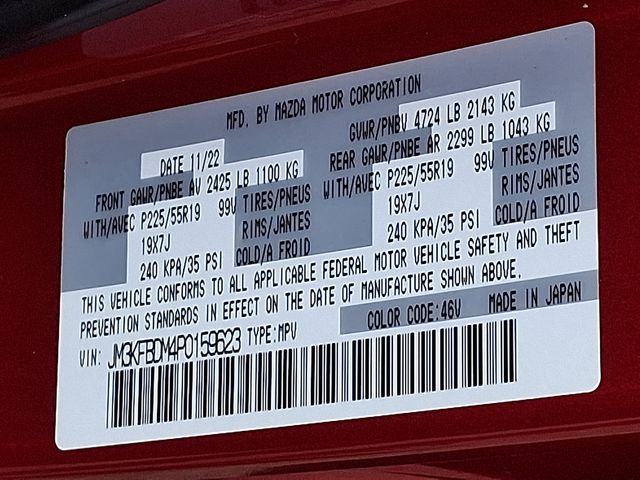 MFD. BY MAZDA MOTOR CORPORATION
DATE 11/22 GVWR/PNBV 4724 LB 2143 KG
FRONT GAWR/PNBE AV 2425 LB 1100 KG REAR GAWR/PNBE AR 2299 LB 1043 KG
WITH/AVEC P225/55R19 99V TIRES/PNEUS WITH/AVEC P225/55R19 99V TIRES/PNEUS
19X7J RIMS/JANTES 19X7J RIMS/JANTES
240 KPA/35 PSI COLD/A FROID 240 KPA/35 PSI COLD/A FROID
THIS VEHICLE CONFORMS TO ALL APPLICABLE FEDERAL MOTOR VEHICLE SAFETY AND THEFT
PREVENTION STANDARDS IN EFFECT ON THE DATE OF MANUFACTURE SHOWN ABOVE.
COLOR CODE:46V MADE IN JAPAN
VIN: JM3KFBDM4P0159623 TYPE:MPV